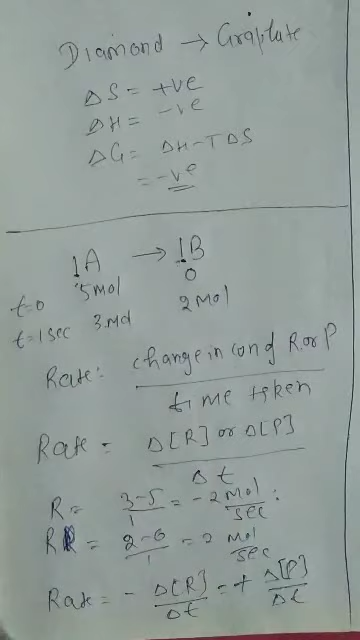 Diamond → Graphite
ΔS = +ve
ΔH = -ve
ΔG = ΔH-TΔS
= -ve
1A → 1B
t=0 5mol 0
t=1sec 3mol 2mol
Rate: change in con of R or P
time taken
Rate = Δ[R] or Δ[P]
Δt
R = 3-5/1 = -2 mol/sec
R = 2-0/1 = 2 mol/sec
Rate = - Δ[R]/Δt = + Δ[P]/Δt